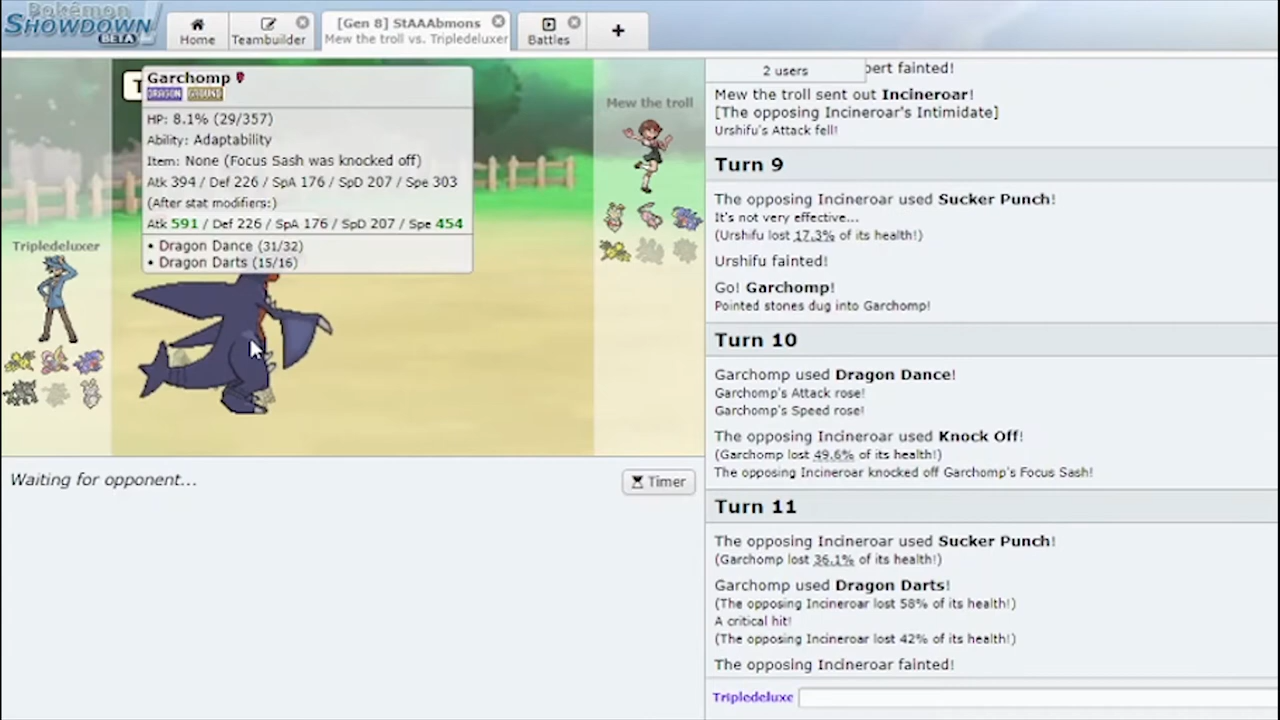 Pokémon
SHOWDOWN
BETA
Home
Teambuilder
[Gen 8] StAAAbmons
Mew the troll vs. Tripledeluxer
Battles
+
Garchomp
DRAGON GROUND
HP: 8.1% (29/357)
Ability: Adaptability
Item: None (Focus Sash was knocked off)
Atk 394 / Def 226 / SpA 176 / SpD 207 / Spe 303
(After stat modifiers:)
Atk 591 / Def 226 / SpA 176 / SpD 207 / Spe 454
• Dragon Dance (31/32)
• Dragon Darts (15/16)
Tripledeluxer
Mew the troll
Waiting for opponent...
Timer
2 users
pert fainted!
Mew the troll sent out Incineroar!
[The opposing Incineroar's Intimidate]
Urshifu's Attack fell!
Turn 9
The opposing Incineroar used Sucker Punch!
It's not very effective...
(Urshifu lost 17.3% of its health!)
Urshifu fainted!
Go! Garchomp!
Pointed stones dug into Garchomp!
Turn 10
Garchomp used Dragon Dance!
Garchomp's Attack rose!
Garchomp's Speed rose!
The opposing Incineroar used Knock Off!
(Garchomp lost 49.6% of its health!)
The opposing Incineroar knocked off Garchomp's Focus Sash!
Turn 11
The opposing Incineroar used Sucker Punch!
(Garchomp lost 36.1% of its health!)
Garchomp used Dragon Darts!
(The opposing Incineroar lost 58% of its health!)
A critical hit!
(The opposing Incineroar lost 42% of its health!)
The opposing Incineroar fainted!
Tripledeluxe